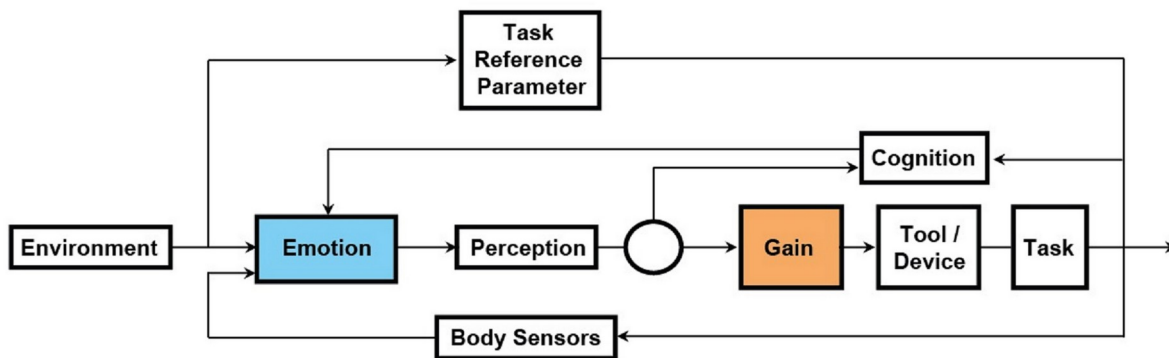 Task
Reference
Parameter
Cognition
Environment
Emotion
Perception
Gain
Tool /
Device
Task
Body Sensors